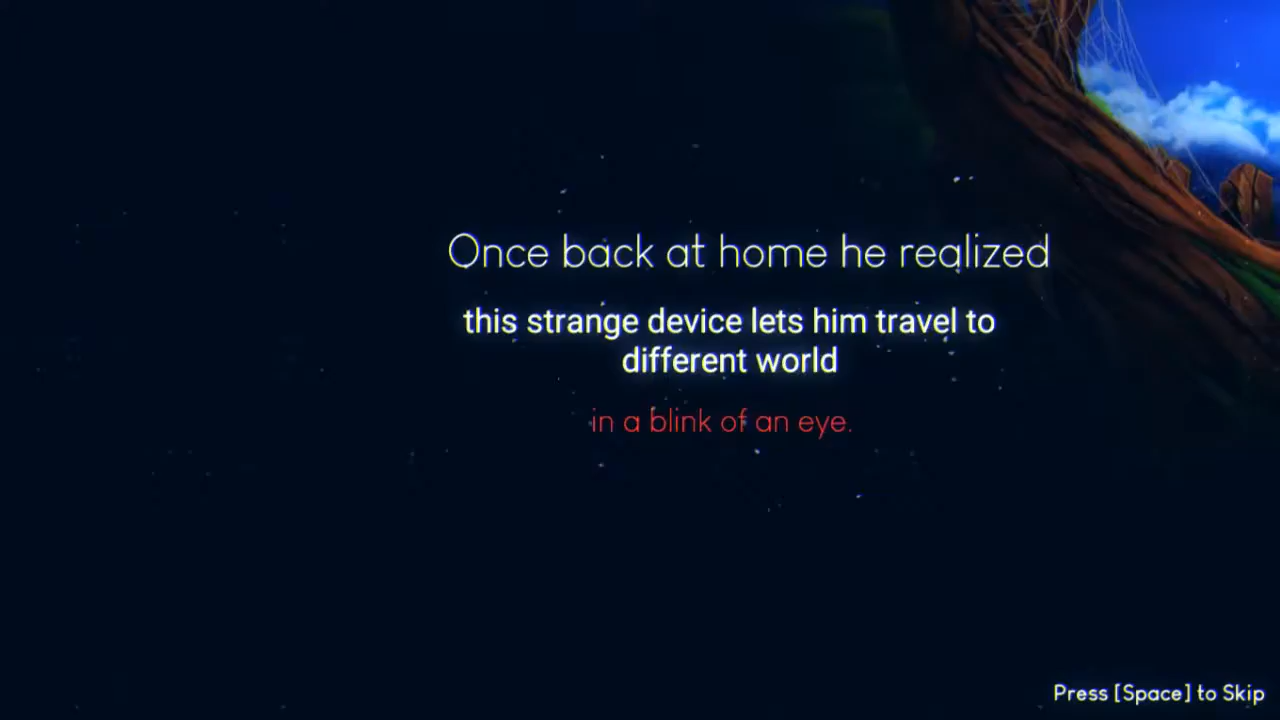 Once back at home he realized
this strange device lets him travel to
different world
in a blink of an eye.
Press [Space] to Skip